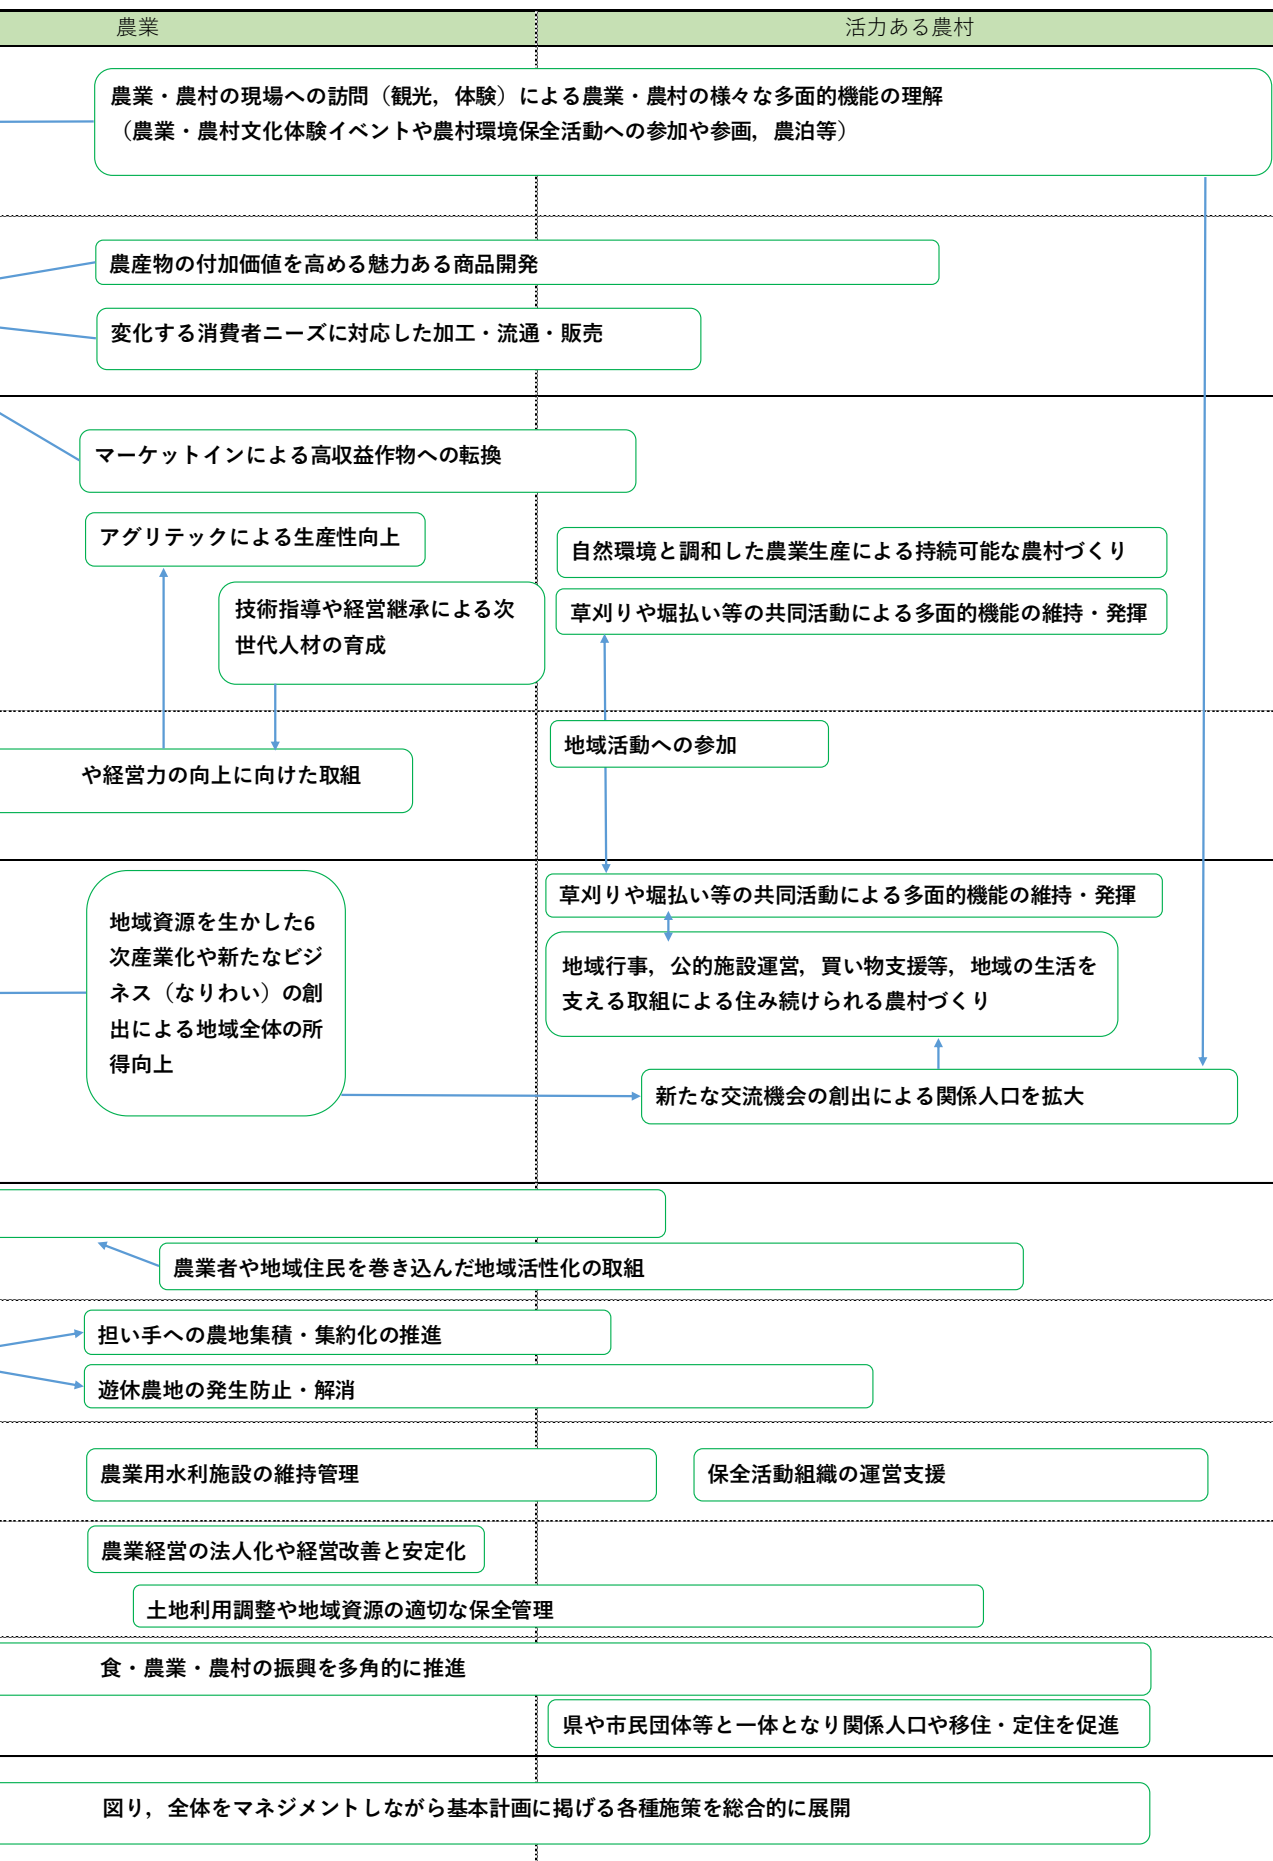 農業
活力ある農村
農業・農村の現場への訪問（観光，体験）による農業・農村の様々な多面的機能の理解
（農業・農村文化体験イベントや農村環境保全活動への参加や参画，農泊等）
農産物の付加価値を高める魅力ある商品開発
変化する消費者ニーズに対応した加工・流通・販売
マーケットインによる高収益作物への転換
アグリテックによる生産性向上
自然環境と調和した農業生産による持続可能な農村づくり
技術指導や経営継承による次
世代人材の育成
草刈りや堀払い等の共同活動による多面的機能の維持・発揮
地域活動への参加
や経営力の向上に向けた取組
地域資源を生かした6
次産業化や新たなビジ
ネス（なりわい）の創
出による地域全体の所
得向上
草刈りや堀払い等の共同活動による多面的機能の維持・発揮
地域行事，公的施設運営，買い物支援等，地域の生活を
支える取組による住み続けられる農村づくり
新たな交流機会の創出による関係人口を拡大
農業者や地域住民を巻き込んだ地域活性化の取組
担い手への農地集積・集約化の推進
遊休農地の発生防止・解消
農業用水利施設の維持管理
保全活動組織の運営支援
農業経営の法人化や経営改善と安定化
土地利用調整や地域資源の適切な保全管理
食・農業・農村の振興を多角的に推進
県や市民団体等と一体となり関係人口や移住・定住を促進
図り，全体をマネジメントしながら基本計画に掲げる各種施策を総合的に展開